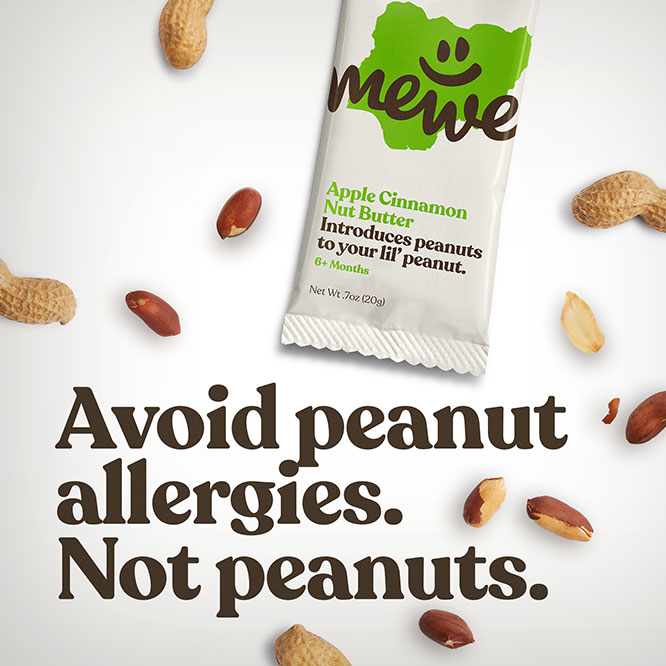 mewe
Apple Cinnamon
Nut Butter
Introduces peanuts
to your lil’ peanut.
6+ Months
Net Wt .7oz (20g)
Avoid peanut
allergies.
Not peanuts.